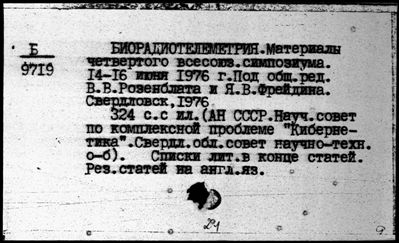 Б
9719
БИОРАДИОТЕЛЕМЕТРИЯ.Материалы
четвертого всесоюз.симпозиума.
14-16 июня 1976 г.Под общ.ред.
В.В.Розенблата и Я.В.Фрейдина.
Свердловск,1976.
324 с.с ил.(АН СССР.Науч.совет
по комплексной проблеме "Киберне-
тика".Свердл.обл.совет научно-техн.
о-б). Списки лит.в конце статей.
Рез.статей на англ.яз.